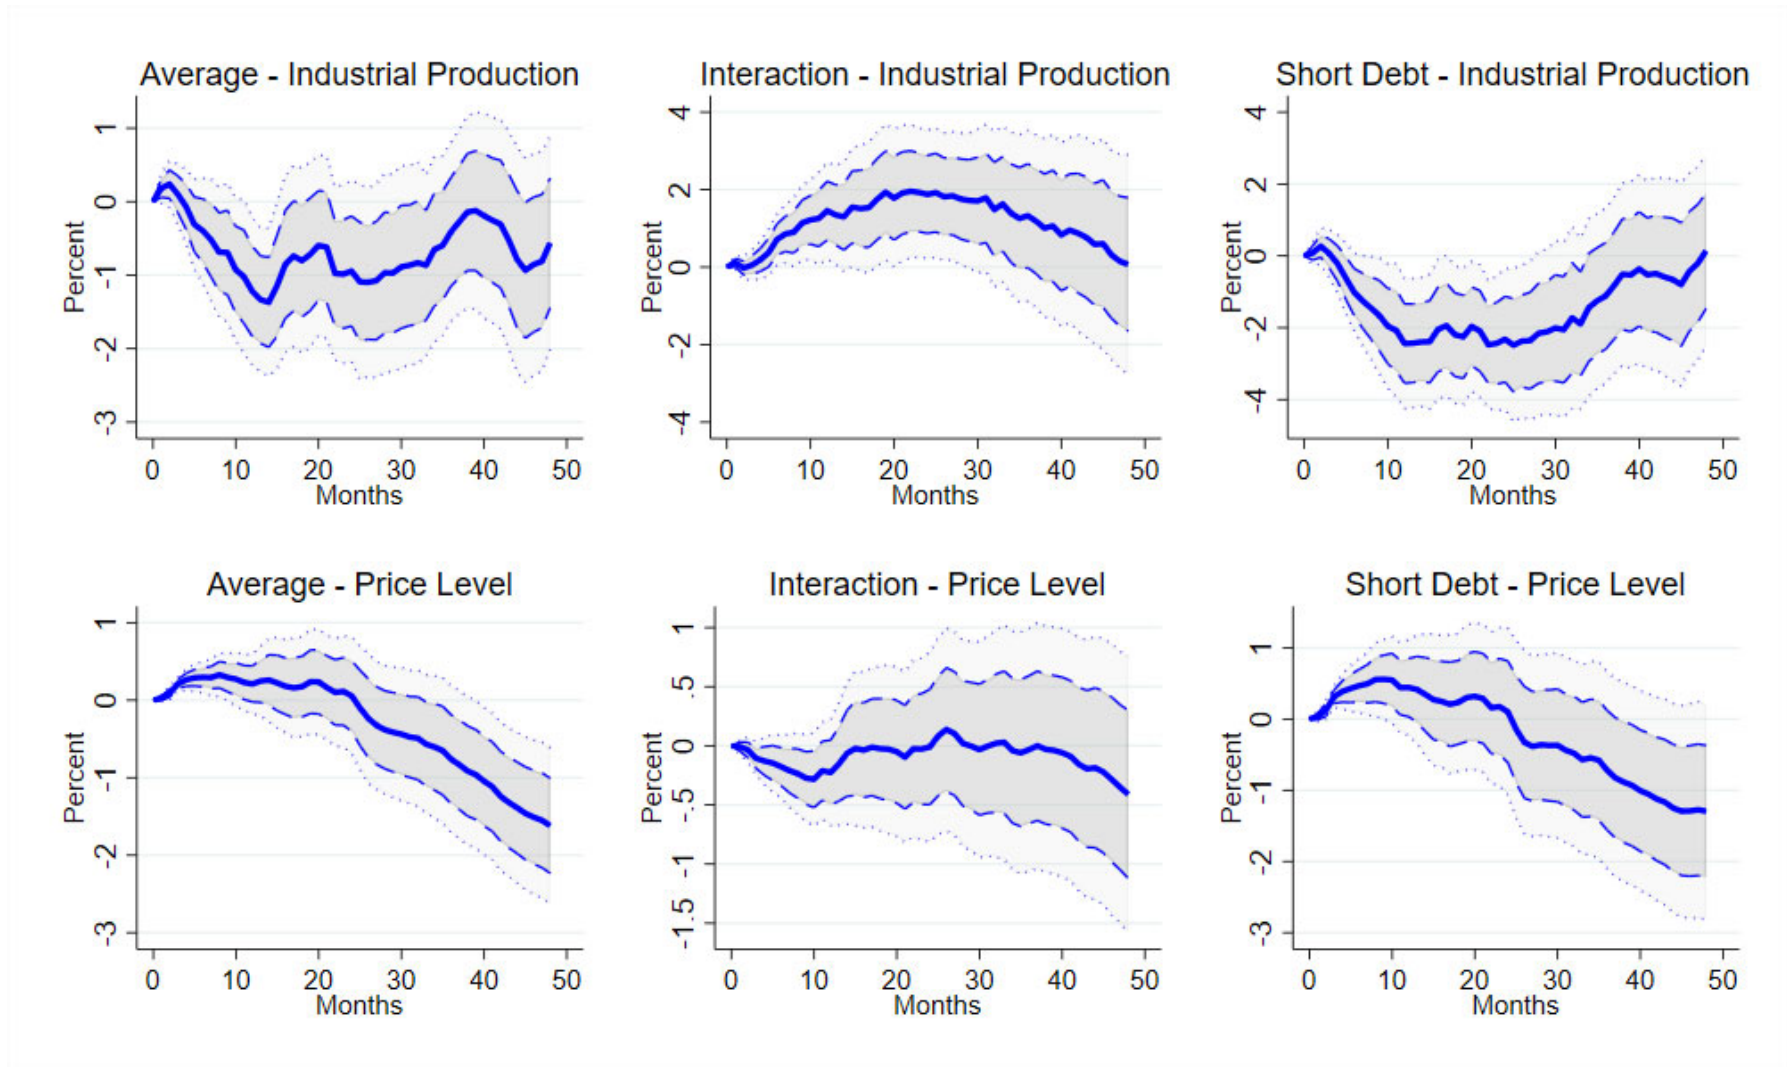 Average - Industrial Production
Percent
1
0
-1
-2
-3
0 10 20 30 40 50
Months
Interaction - Industrial Production
Percent
4
2
0
-2
-4
0 10 20 30 40 50
Months
Short Debt - Industrial Production
Percent
4
2
0
-2
-4
0 10 20 30 40 50
Months
Average - Price Level
Percent
1
0
-1
-2
-3
0 10 20 30 40 50
Months
Interaction - Price Level
Percent
1
.5
0
-.5
-1
-1.5
0 10 20 30 40 50
Months
Short Debt - Price Level
Percent
1
0
-1
-2
-3
0 10 20 30 40 50
Months